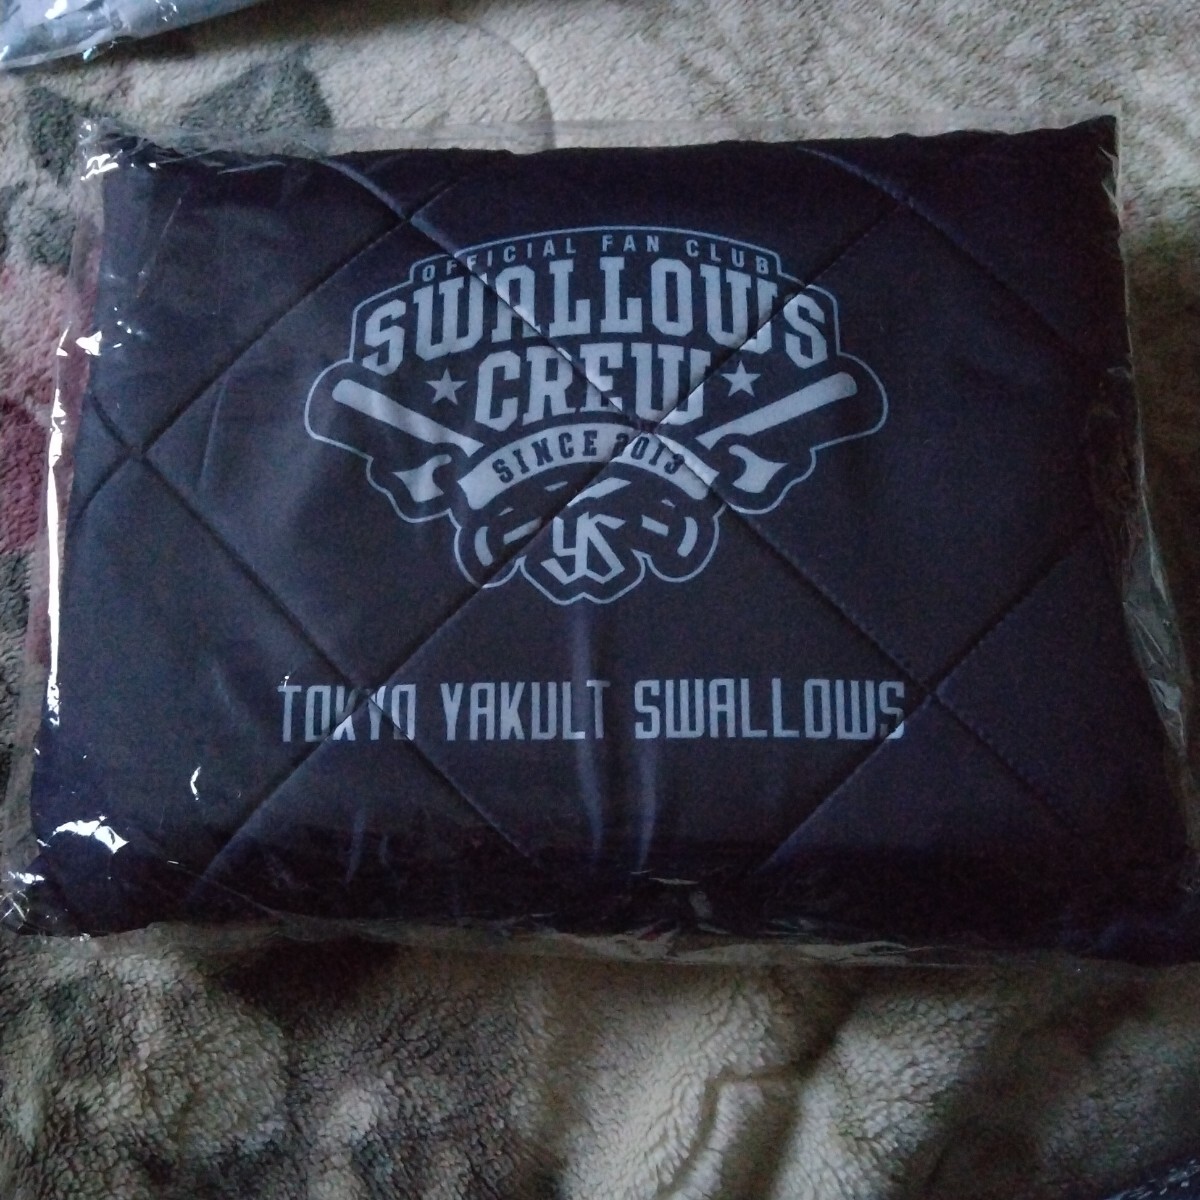 OFFICIAL FAN CLUB
SWALLOWS
CREW
SINCE 2013
YS
TOKYO YAKULT SWALLOWS